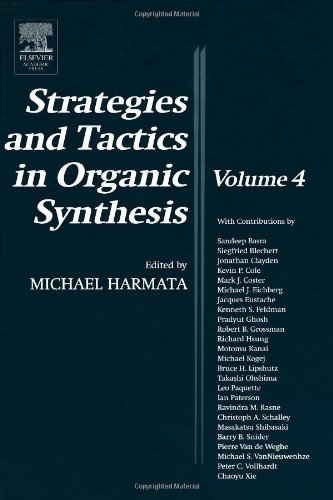 ELSEVIER
ACADEMIC
PRESS
Strategies
and Tactics
in Organic
Synthesis
Edited by
MICHAEL HARMATA
Volume 4
With Contributions by
Sandeep Basra
Siegfried Blechert
Jonathan Clayden
Kevin P. Cole
Mark J. Coster
Michael J. Eichberg
Jacques Eustache
Kenneth S. Feldman
Pradyut Ghosh
Robert B. Grossman
Richard Hsung
Motomu Kanai
Michael Kogej
Bruce H. Lipshutz
Takashi Ohshima
Leo Paquette
Ian Paterson
Ravindra M. Rasne
Christoph A. Schalley
Masakatsu Shibasaki
Barry B. Snider
Pierre Van de Weghe
Michael S. VanNieuwenhze
Peter C. Vollhardt
Chaoyu Xie